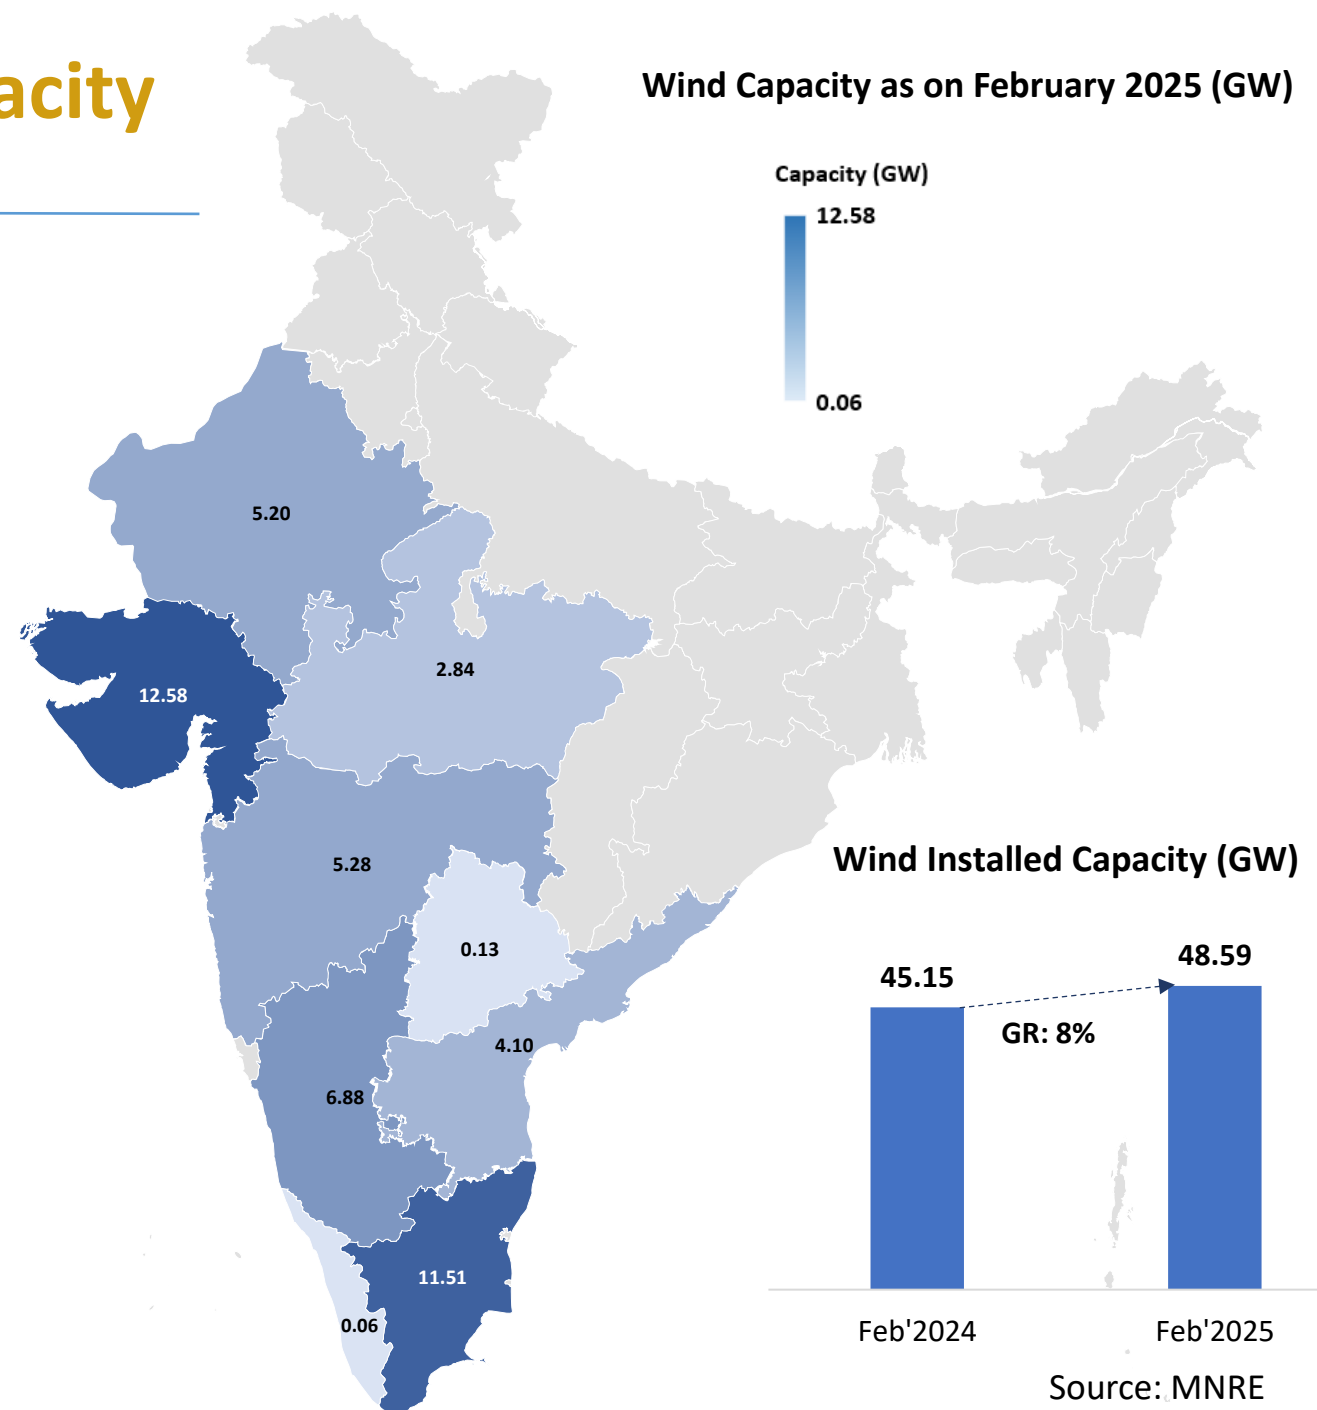 acity
Wind Capacity as on February 2025 (GW)
Capacity (GW)
12.58
0.06
5.20
2.84
12.58
5.28
0.13
4.10
6.88
11.51
0.06
Wind Installed Capacity (GW)
45.15
48.59
GR: 8%
Feb'2024
Feb'2025
Source: MNRE